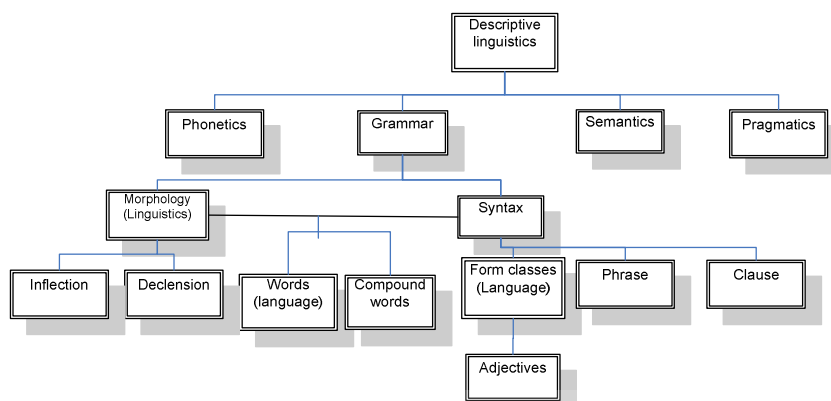 Descriptive
linguistics
Phonetics
Grammar
Semantics
Pragmatics
Morphology
(Linguistics)
Syntax
Inflection
Declension
Words
(language)
Compound
words
Form classes
(Language)
Phrase
Clause
Adjectives